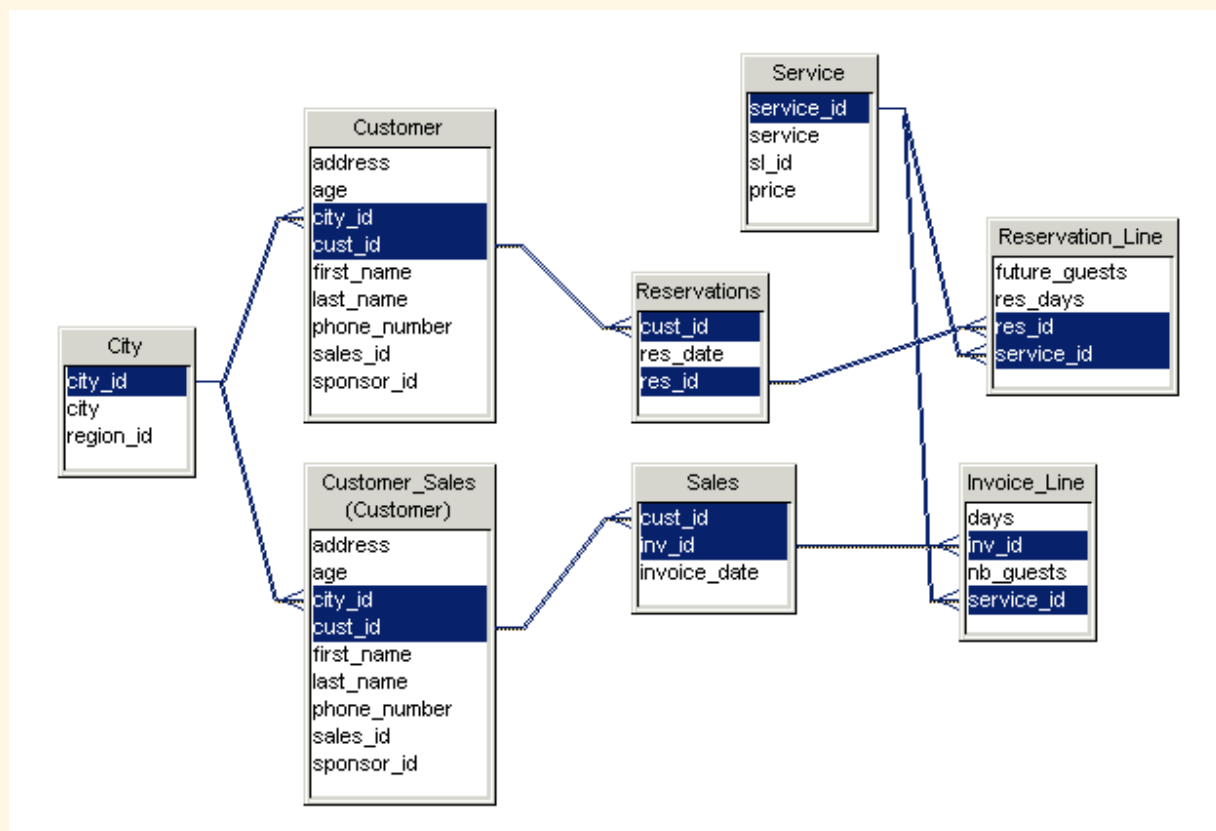 City
city_id
city
region_id
Customer
address
age
city_id
cust_id
first_name
last_name
phone_number
sales_id
sponsor_id
Customer_Sales
(Customer)
address
age
city_id
cust_id
first_name
last_name
phone_number
sales_id
sponsor_id
Reservations
cust_id
res_date
res_id
Sales
cust_id
inv_id
invoice_date
Service
service_id
service
sl_id
price
Reservation_Line
future_guests
res_days
res_id
service_id
Invoice_Line
days
inv_id
nb_guests
service_id